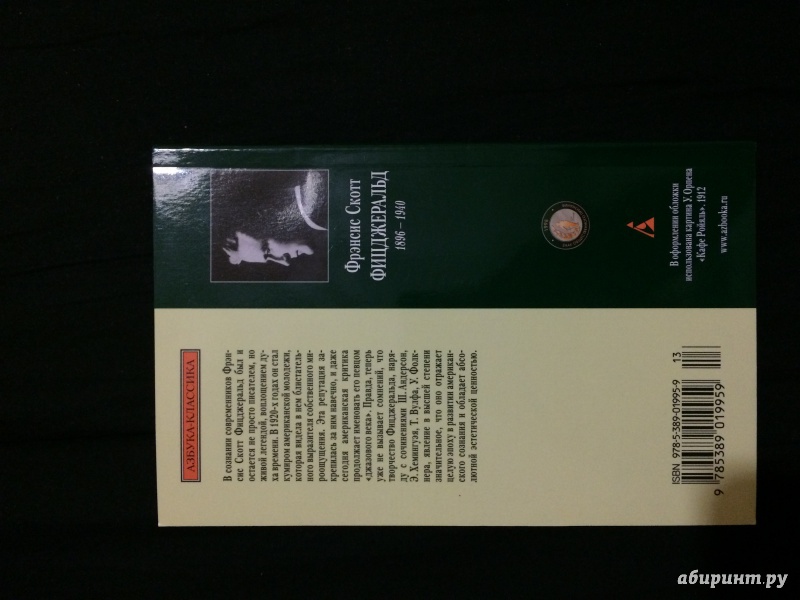 Фрэнсис Скотт
ФИЦДЖЕРАЛЬД
1896 – 1940
В оформлении обложки
использована картина У. Орпена
«Кафе Ройяль». 1912
www.azbooka.ru
АЗБУКА-КЛАССИКА
В сознании современников Фрэн-
сис Скотт Фицджеральд был и
остается не просто писателем, но
живой легендой, воплощением ду-
ха времени. В 1920-х годах он стал
кумиром американской молодежи,
которая видела в нем блистатель-
ного выразителя собственного ми-
роощущения. Эта репутация за-
крепилась за ним навечно, и даже
сегодня американская критика
продолжает именовать его певцом
«джазового века». Правда, теперь
уже не вызывает сомнений, что
творчество Фицджеральда, наря-
ду с сочинениями Ш. Андерсон,
Э. Хемингуэя, Т. Вулфа, У. Фолк-
нера, явление в высшей степени
значительное, что оно отражает
целую эпоху в развитии американ-
ского сознания и обладает абсо-
лютной эстетической ценностью.
ISBN 978-5-389-01995-9
13
9 785389 019959
абиринт.ру